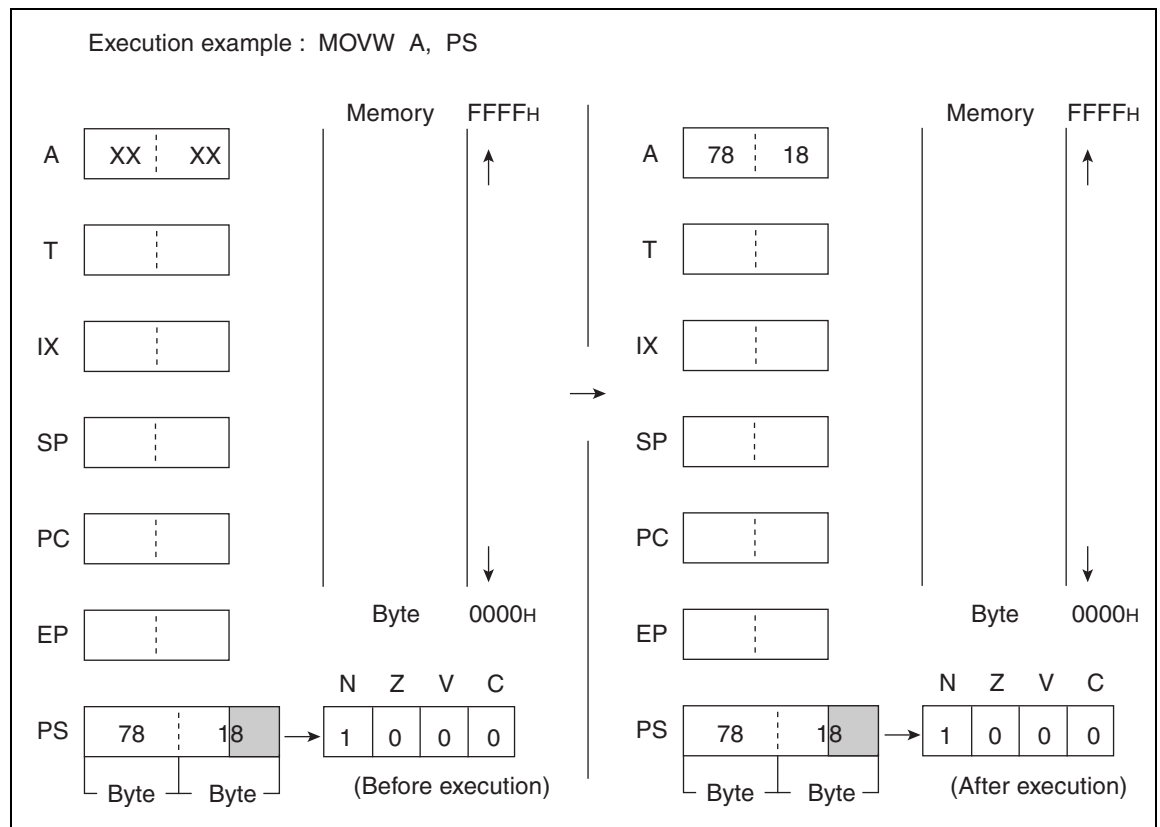 Execution example : MOVW A, PS
Memory FFFFH
A XX XX
T
IX
SP
PC
Byte 0000H
EP
N Z V C
PS 78 18 1 0 0 0
Byte Byte (Before execution)
Memory FFFFH
A 78 18
T
IX
SP
PC
Byte 0000H
EP
N Z V C
PS 78 18 1 0 0 0
Byte Byte (After execution)